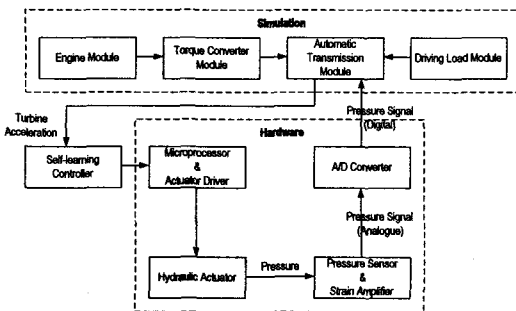 Simulation
Engine Module
Torque Converter
Module
Automatic
Transmission
Module
Driving Load Module
Turbine
Acceleration
Pressure Signal
(Digital)
Hardware
Self-learning
Controller
Microprocessor
&
Actuator Driver
A/D Converter
Pressure Signal
(Analogue)
Hydraulic Actuator
Pressure
Pressure Sensor
&
Strain Amplifier